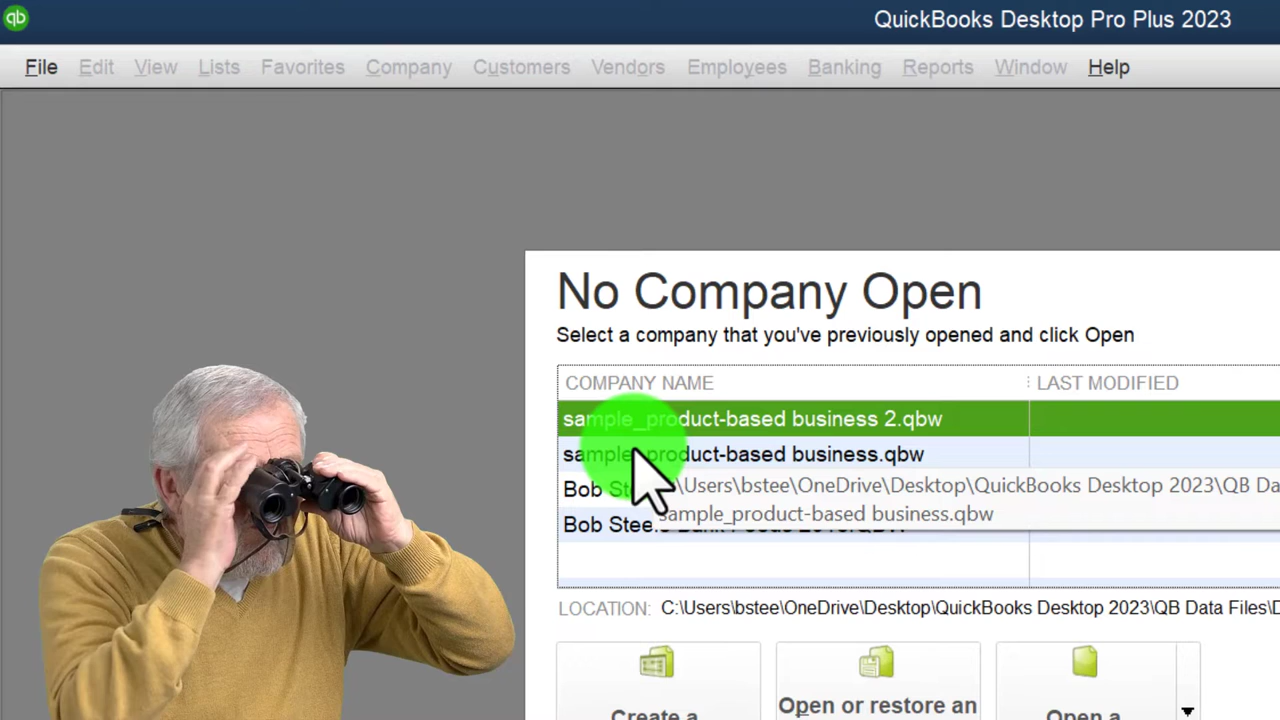 qb
QuickBooks Desktop Pro Plus 2023
File Edit View Lists Favorites Company Customers Vendors Employees Banking Reports Window Help
No Company Open
Select a company that you've previously opened and click Open
COMPANY NAME LAST MODIFIED
sample_product-based business 2.qbw
sample_product-based business.qbw
Bob \Users\bstee\OneDrive\Desktop\QuickBooks Desktop 2023\QB Da
sample_product-based business.qbw
Bob Stee
LOCATION: C:\Users\bstee\OneDrive\Desktop\QuickBooks Desktop 2023\QB Data Files\
Create a
Open or restore an
Open a